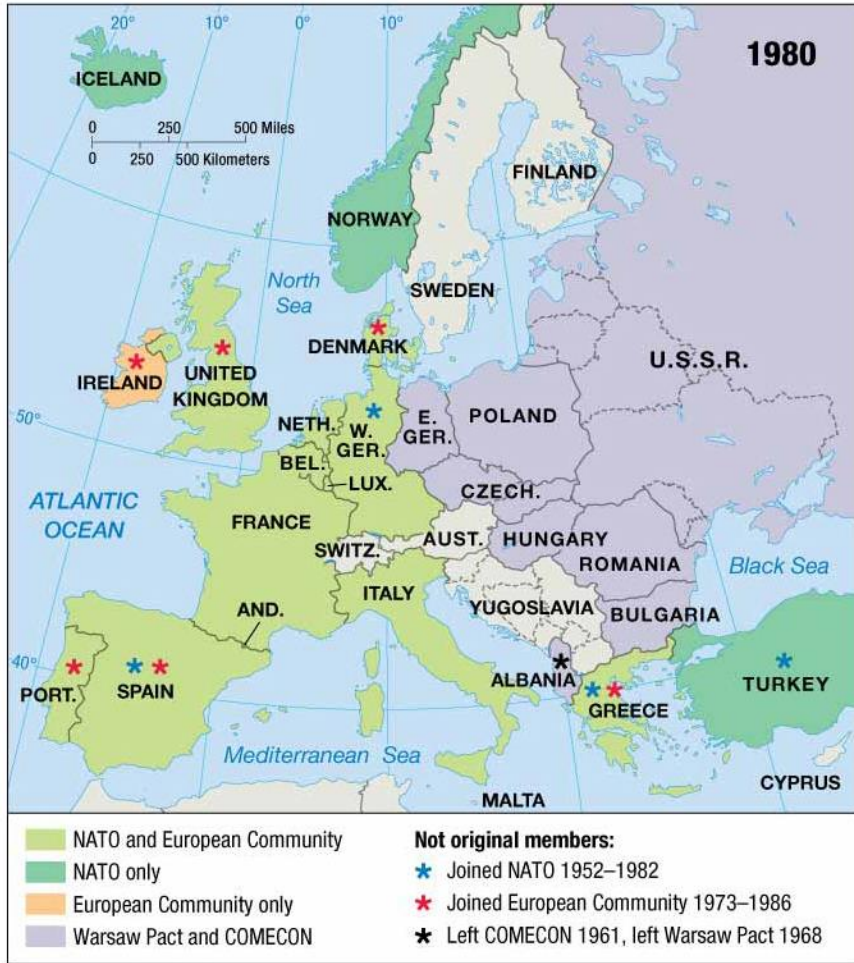 20°
10°
0°
10°
1980
ICELAND
0 250 500 Miles
0 250 500 Kilometers
FINLAND
NORWAY
North
Sea
SWEDEN
DENMARK
IRELAND
UNITED
KINGDOM
U.S.S.R.
50°
NETH.
W.
GER.
E.
GER.
POLAND
BEL.
LUX.
CZECH.
ATLANTIC
OCEAN
FRANCE
SWITZ.
AUST.
HUNGARY
ROMANIA
Black Sea
ITALY
YUGOSLAVIA
BULGARIA
AND.
40°
PORT.
SPAIN
ALBANIA
GREECE
TURKEY
Mediterranean Sea
MALTA
CYPRUS
NATO and European Community
NATO only
European Community only
Warsaw Pact and COMECON
Not original members:
* Joined NATO 1952–1982
* Joined European Community 1973–1986
* Left COMECON 1961, left Warsaw Pact 1968